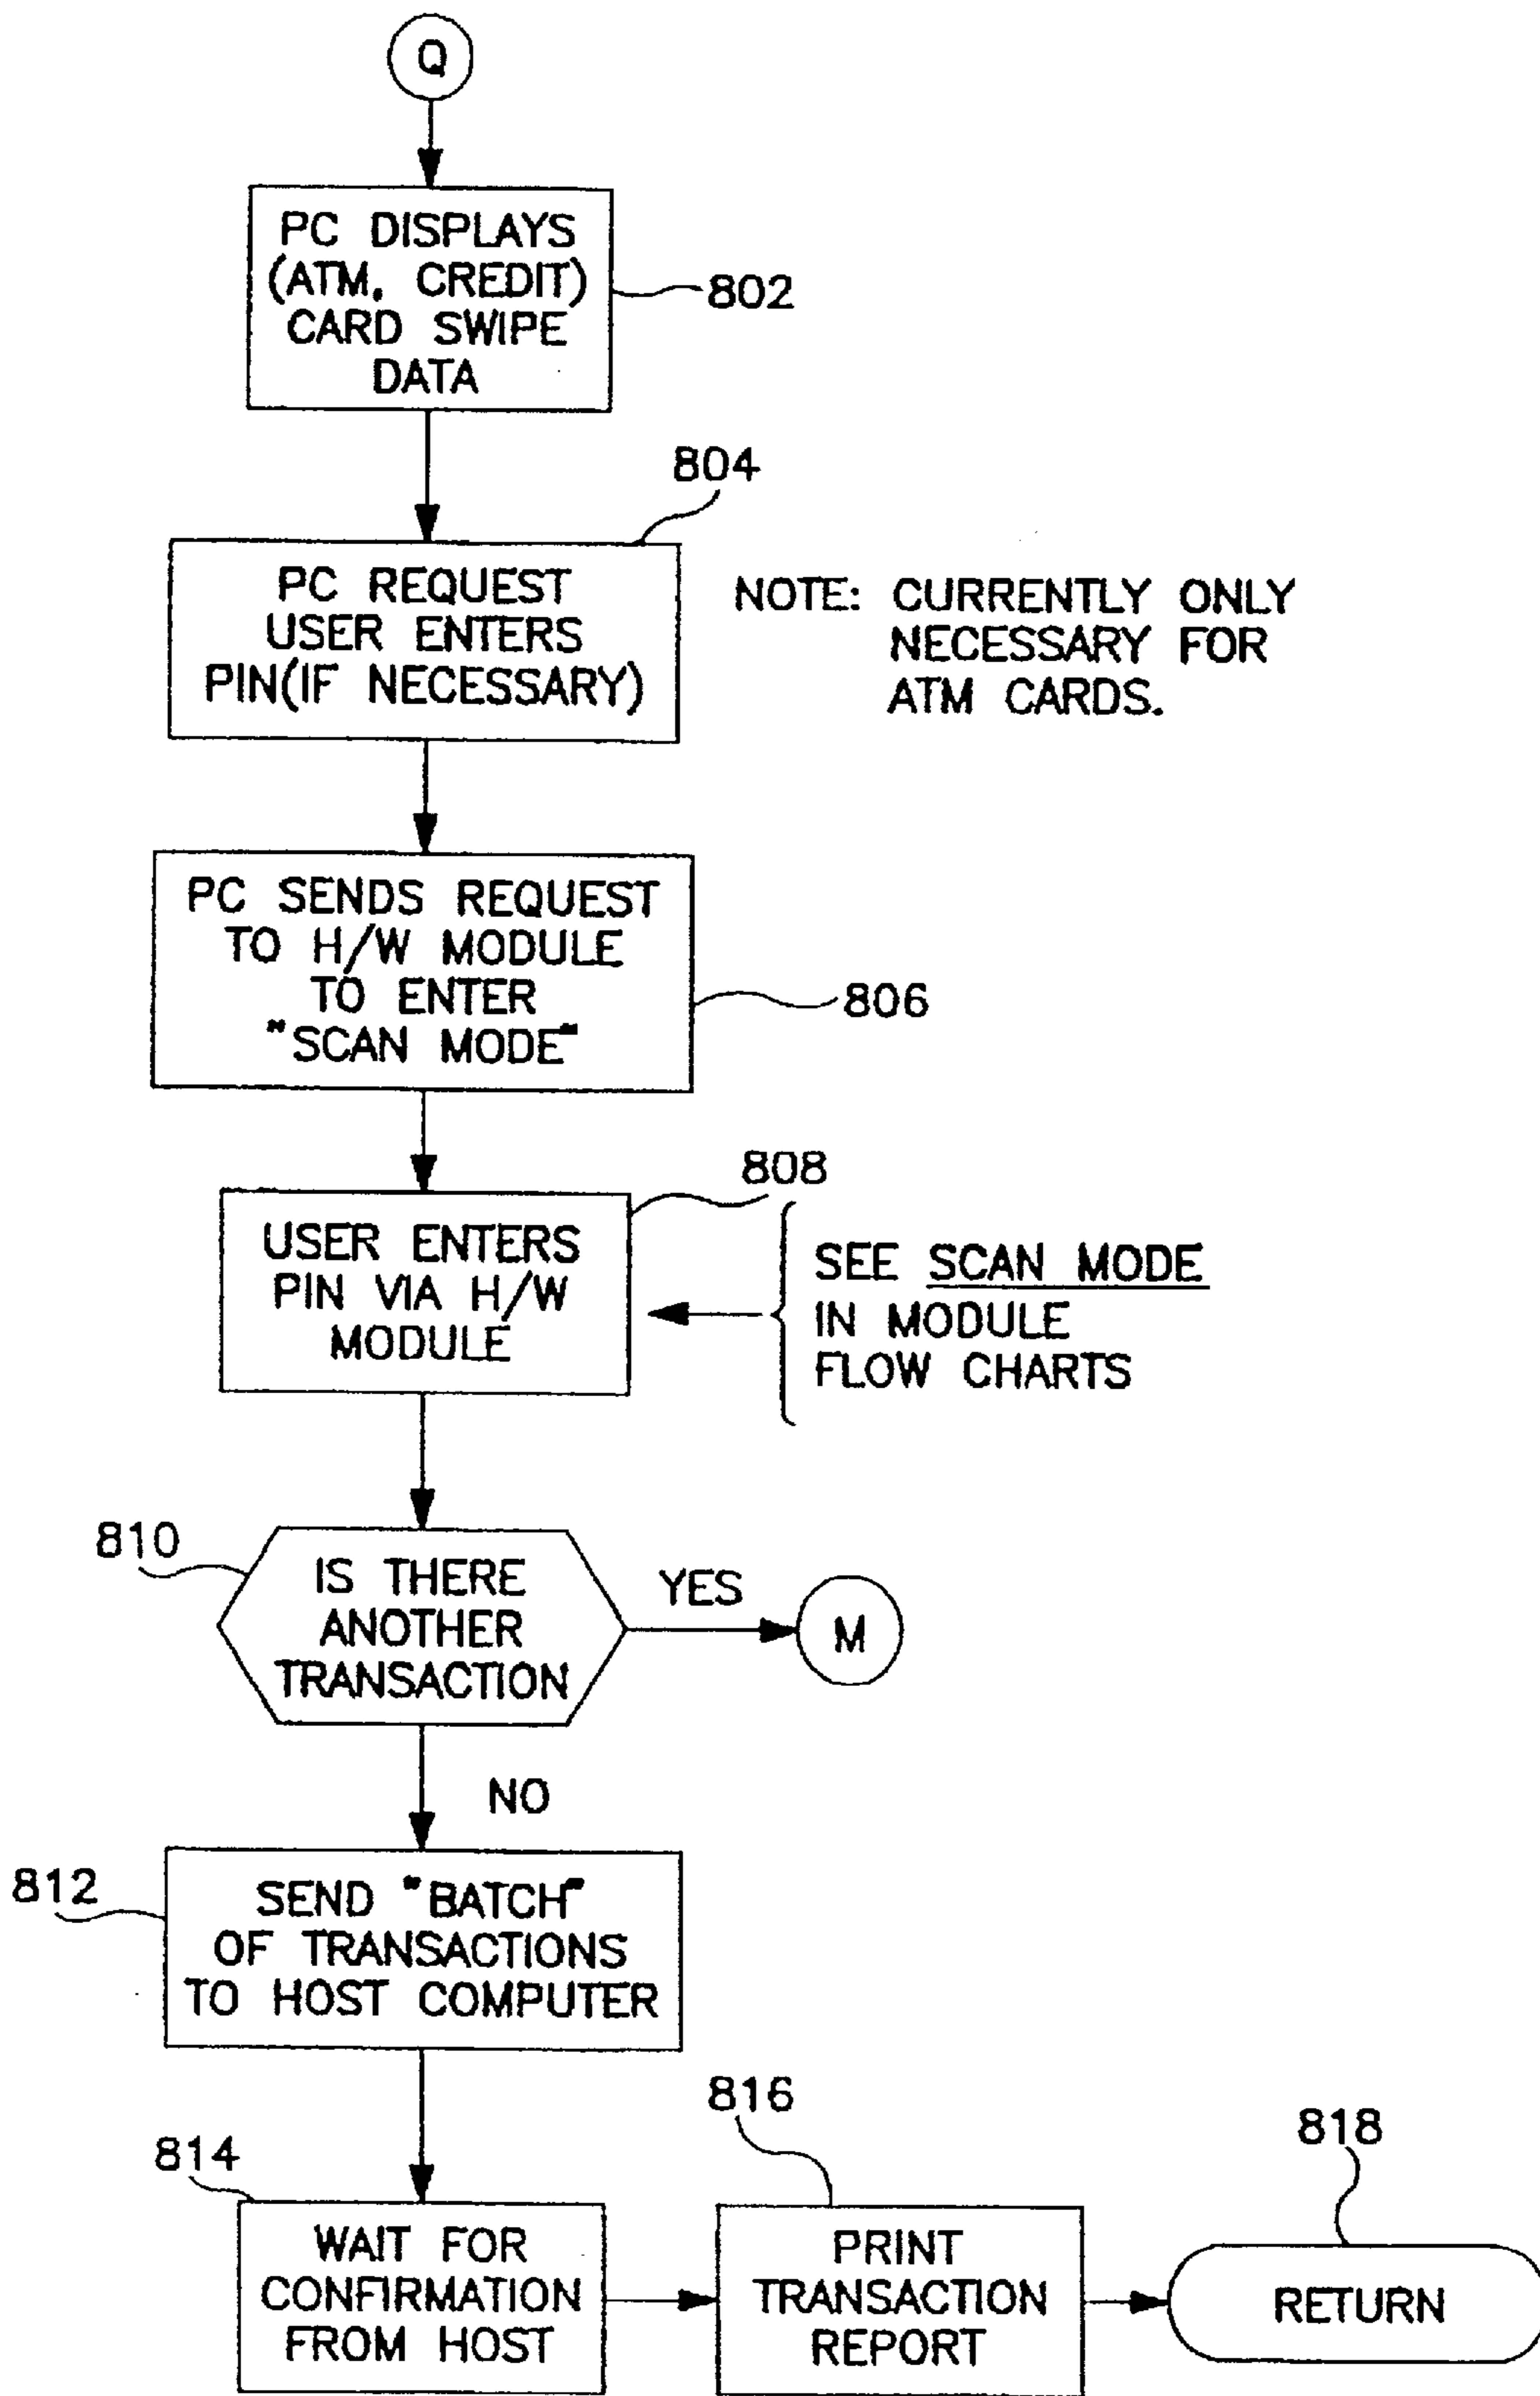 Q
PC DISPLAYS
(ATM, CREDIT)
CARD SWIPE
DATA
802
804
PC REQUEST
USER ENTERS
PIN(IF NECESSARY)
NOTE: CURRENTLY ONLY
NECESSARY FOR
ATM CARDS.
PC SENDS REQUEST
TO H/W MODULE
TO ENTER
"SCAN MODE"
806
808
USER ENTERS
PIN VIA H/W
MODULE
SEE SCAN MODE
IN MODULE
FLOW CHARTS
810
IS THERE
ANOTHER
TRANSACTION
YES
M
NO
812
SEND "BATCH"
OF TRANSACTIONS
TO HOST COMPUTER
814
WAIT FOR
CONFIRMATION
FROM HOST
816
PRINT
TRANSACTION
REPORT
818
RETURN